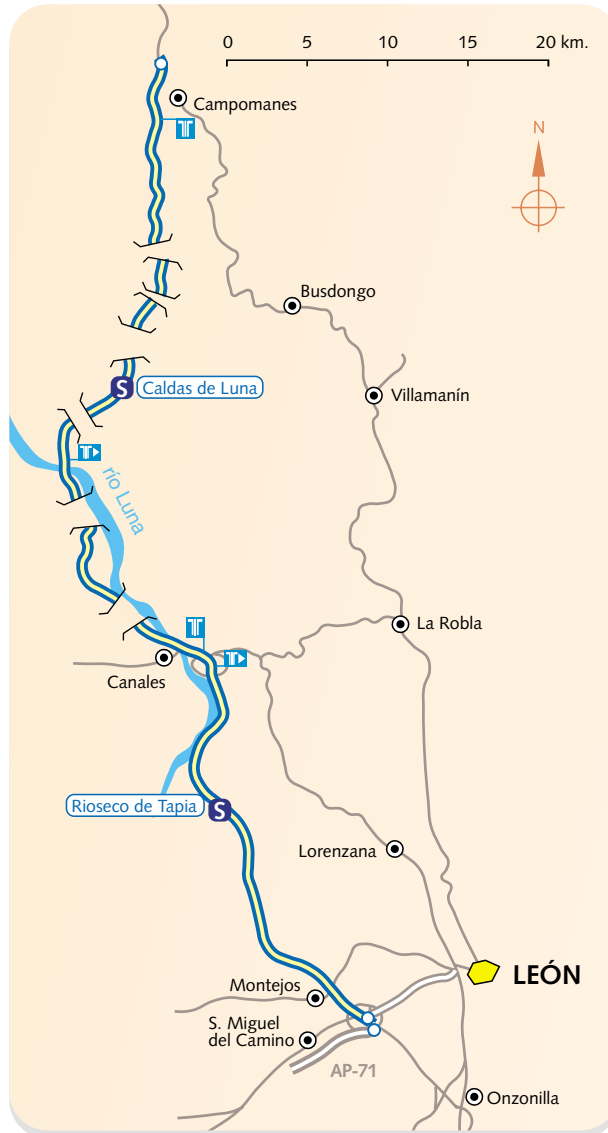 0 5 10 15 20 km.
Campomanes
N
Busdongo
Villamanín
S Caldas de Luna
río Luna
La Robla
Canales
Rioseco de Tapia S
Lorenzana
LEÓN
Montejos
S. Miguel
del Camino
AP-71
Onzonilla